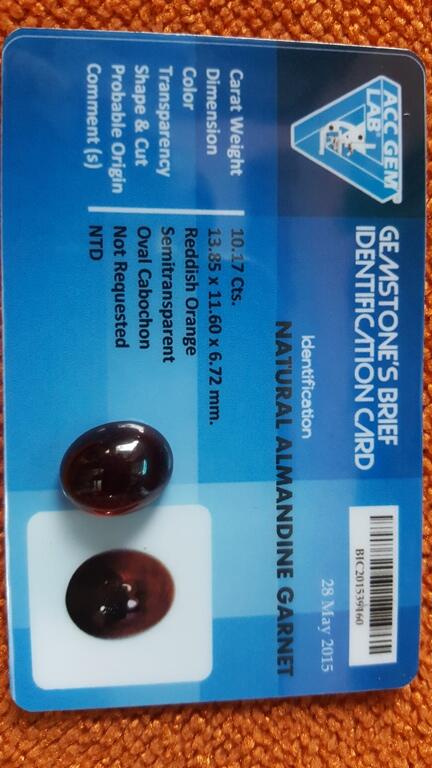 ACC GEM
LAB
GEMSTONE'S BRIEF
IDENTIFICATION CARD
BIC201539160
28 May 2015
Identification
NATURAL ALMANDINE GARNET
Carat Weight 10.17 Cts.
Dimension 13.85 x 11.60 x 6.72 mm.
Color Reddish Orange
Transparency Semitransparent
Shape & Cut Oval Cabochon
Probable Origin Not Requested
Comment (s) NTD